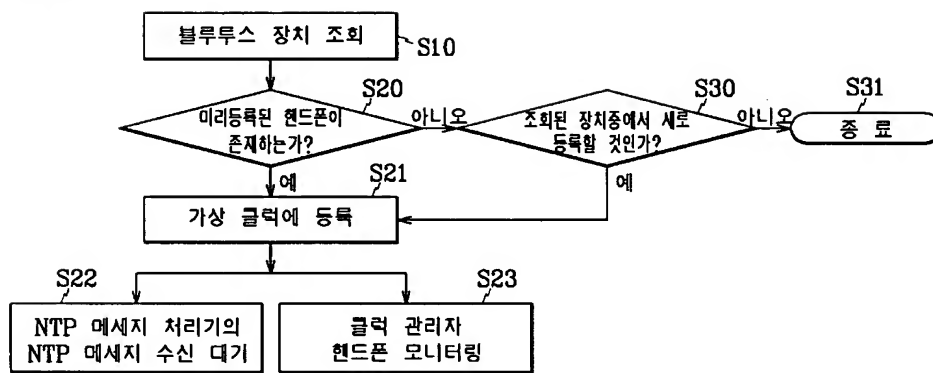 블루투스 장치 조회
S10
S20
미리등록된 핸드폰이
존재하는가?
아니오
S30
조회된 장치중에서 새로
등록할 것인가?
아니오
S31
종료
예
예
S21
가상 클럭에 등록
S22
NTP 메세지 처리기의
NTP 메세지 수신 대기
S23
클럭 관리자
핸드폰 모니터링